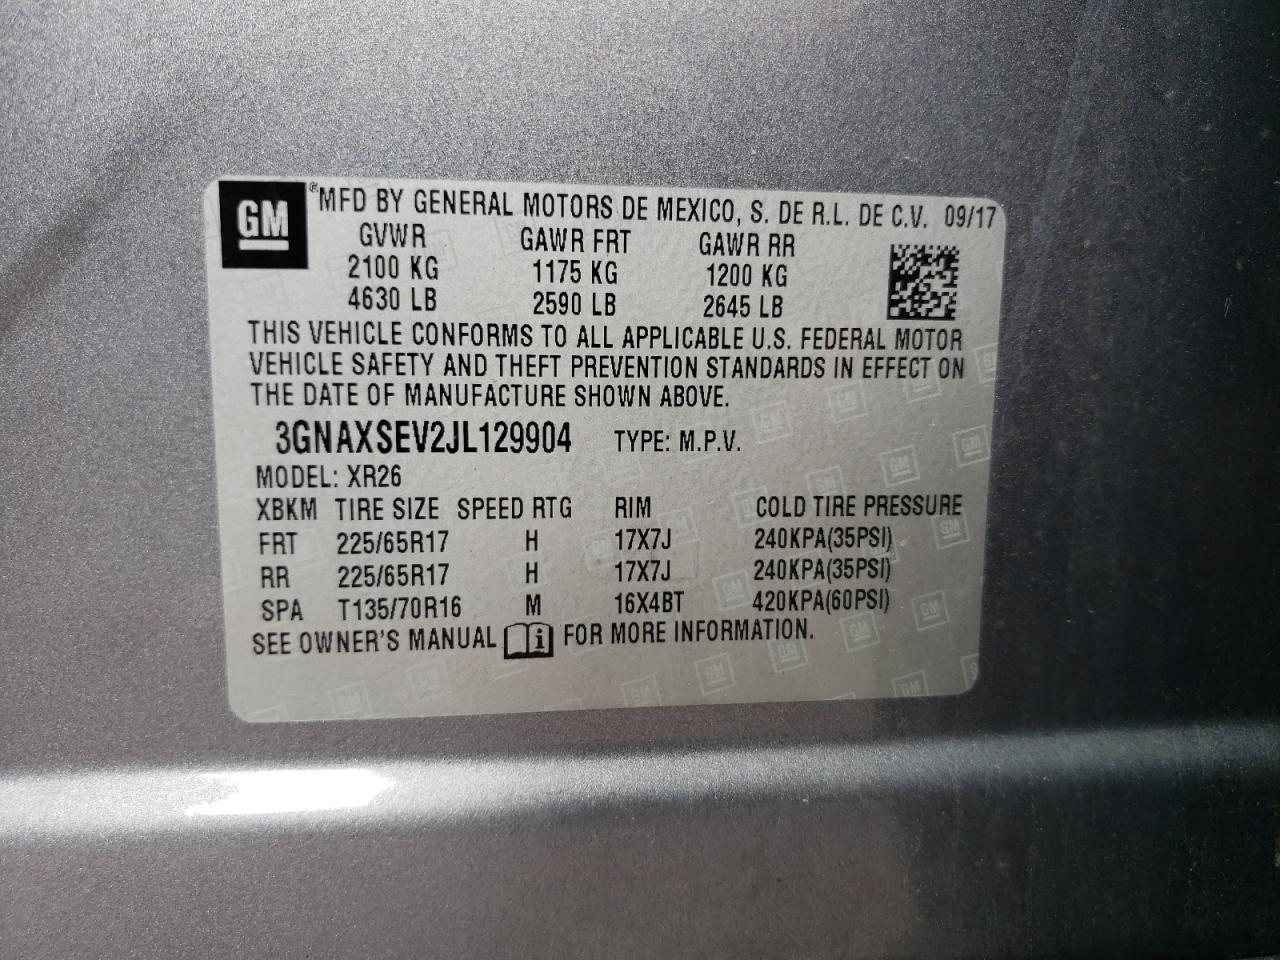 GM ®MFD BY GENERAL MOTORS DE MEXICO, S. DE R.L. DE C.V. 09/17
GVWR GAWR FRT GAWR RR
2100 KG 1175 KG 1200 KG
4630 LB 2590 LB 2645 LB
THIS VEHICLE CONFORMS TO ALL APPLICABLE U.S. FEDERAL MOTOR
VEHICLE SAFETY AND THEFT PREVENTION STANDARDS IN EFFECT ON
THE DATE OF MANUFACTURE SHOWN ABOVE.
3GNAXSEV2JL129904 TYPE: M.P.V.
MODEL: XR26
XBKM TIRE SIZE SPEED RTG RIM COLD TIRE PRESSURE
FRT 225/65R17 H 17X7J 240KPA(35PSI)
RR 225/65R17 H 17X7J 240KPA(35PSI)
SPA T135/70R16 M 16X4BT 420KPA(60PSI)
SEE OWNER'S MANUAL i FOR MORE INFORMATION.